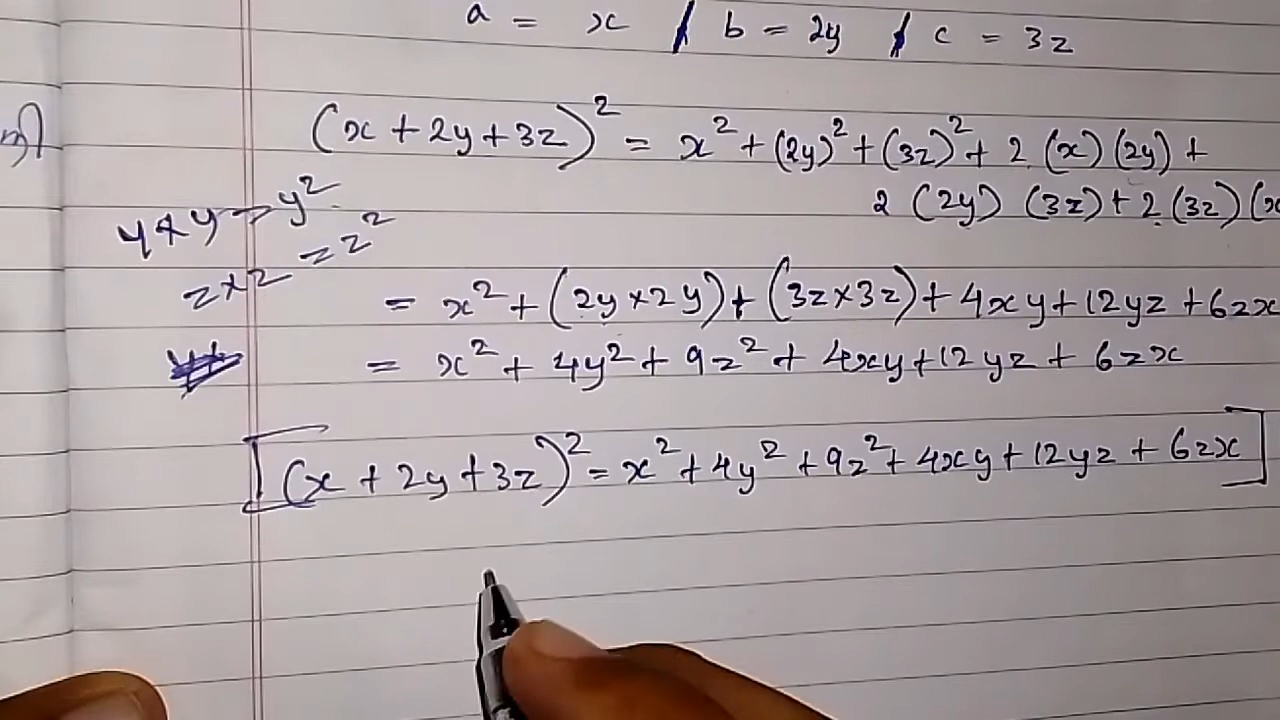 a = x / b = 2y / c = 3z
(x + 2y + 3z)² = x² + (2y)² + (3z)² + 2 (x) (2y) +
2 (2y) (3z) + 2 (3z) (x
y × y = y²
z × z = z²
= x² + (2y × 2y) + (3z × 3z) + 4xy + 12yz + 6zx
= x² + 4y² + 9z² + 4xy + 12yz + 6zx
[(x + 2y + 3z)² = x² + 4y² + 9z² + 4xy + 12yz + 6zx]